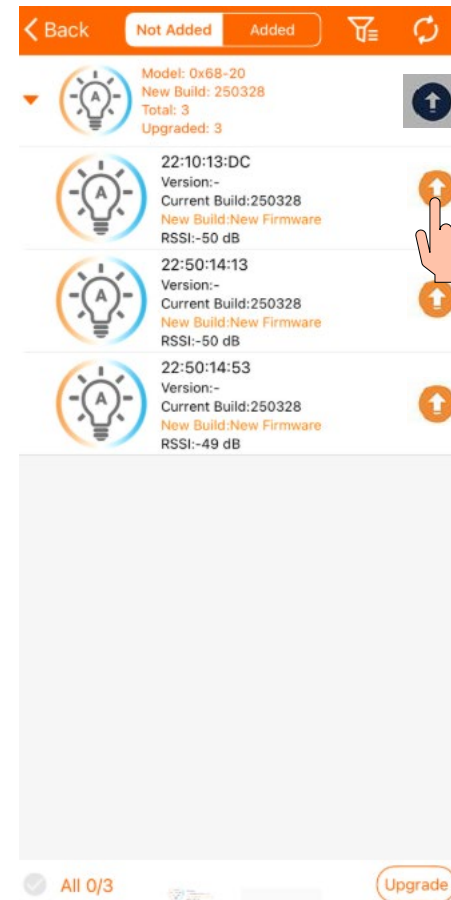 Back
Not Added
Added
Model: 0x68-20
New Build: 250328
Total: 3
Upgraded: 3
A
22:10:13:DC
Version:-
Current Build:250328
New Build:New Firmware
RSSI:-50 dB
A
22:50:14:13
Version:-
Current Build:250328
New Build:New Firmware
RSSI:-50 dB
A
22:50:14:53
Version:-
Current Build:250328
New Build:New Firmware
RSSI:-49 dB
A
All 0/3
Upgrade